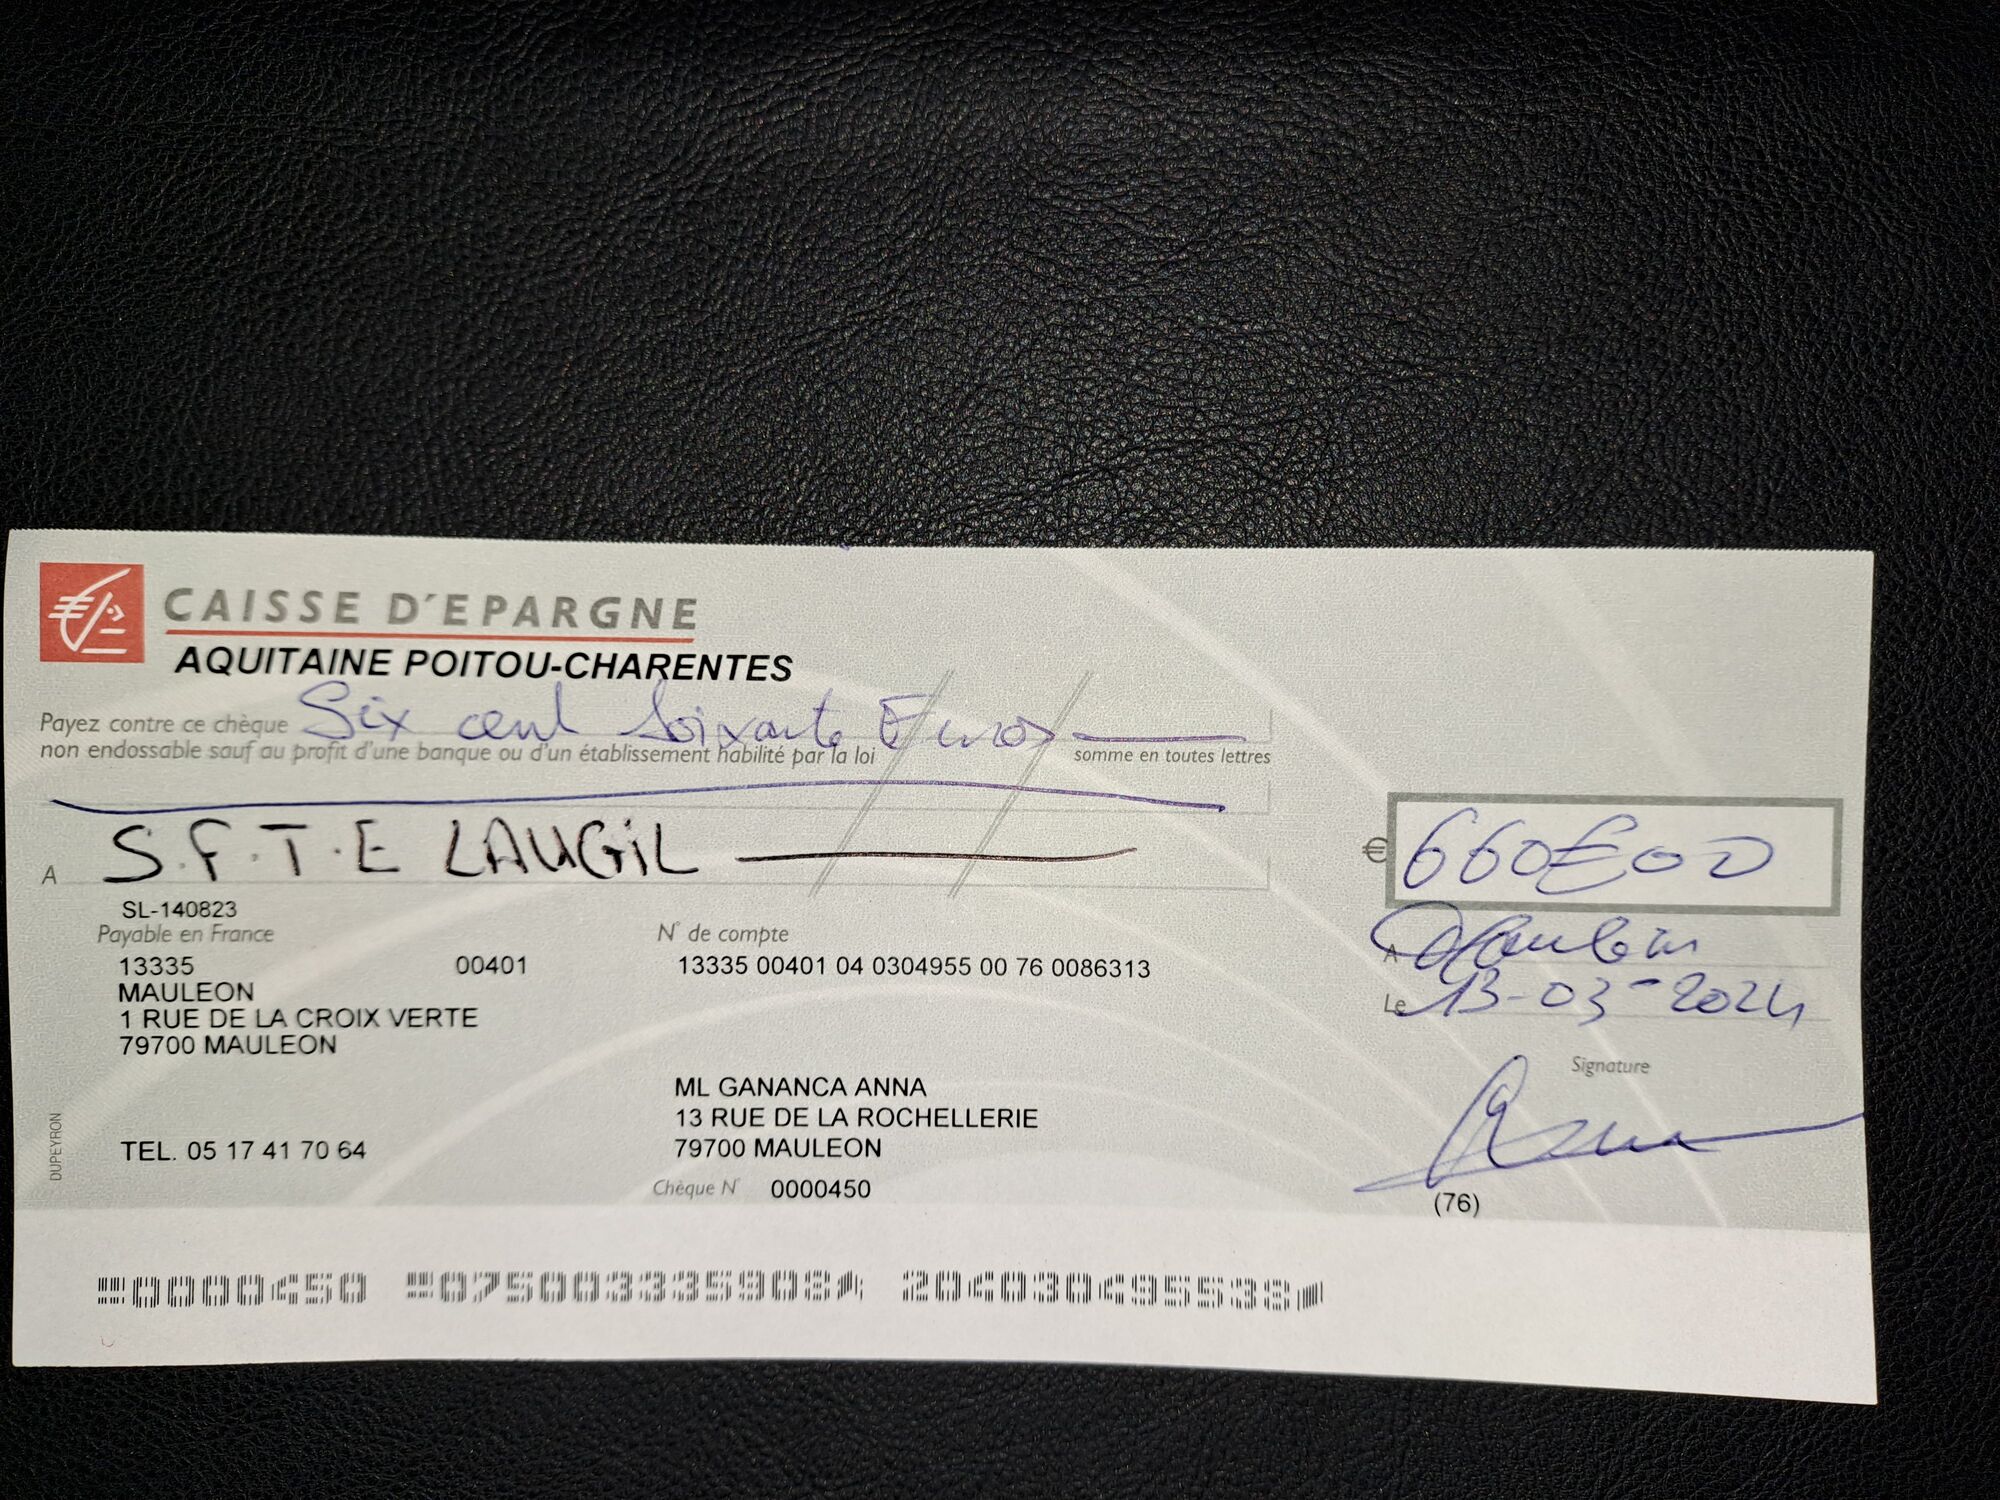 CAISSE D'EPARGNE
AQUITAINE POITOU-CHARENTES
Payez contre ce chèque Six cent soixante Euros
non endossable sauf au profit d'une banque ou d'un établissement habilité par la loi
somme en toutes lettres
A S.F.T.E LAUGiL
€ 660€00
SL-140823
Payable en France
13335 00401
MAULEON
1 RUE DE LA CROIX VERTE
79700 MAULEON
TEL. 05 17 41 70 64
DUPEYRON
N° de compte
13335 00401 04 0304955 00 76 0086313
ML GANANCA ANNA
13 RUE DE LA ROCHELLERIE
79700 MAULEON
Chèque N° 0000450
A Mauléon
Le 13-03-2024
Signature
(76)
0000450 075003335908 204030495538